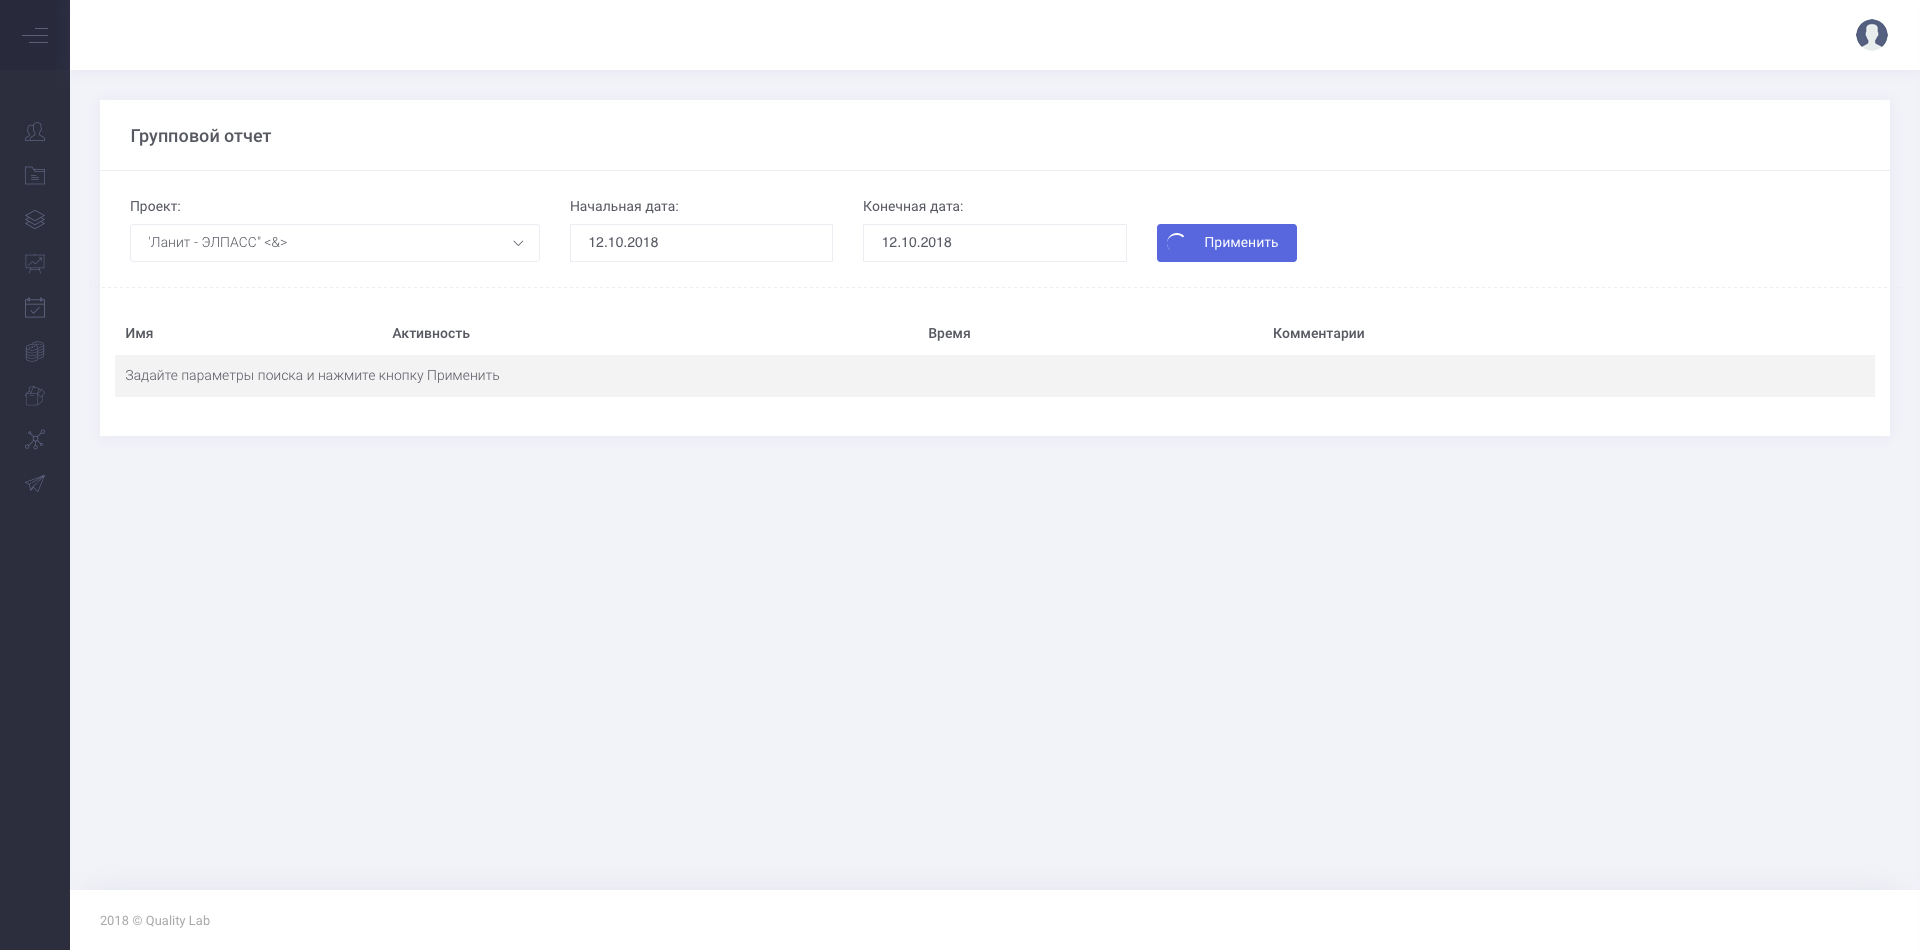 Групповой отчет
Проект: Начальная дата: Конечная дата:
'Ланит - ЭЛПАСС" <&> 12.10.2018 12.10.2018 Применить
Имя Активность Время Комментарии
Задайте параметры поиска и нажмите кнопку Применить
2018 © Quality Lab